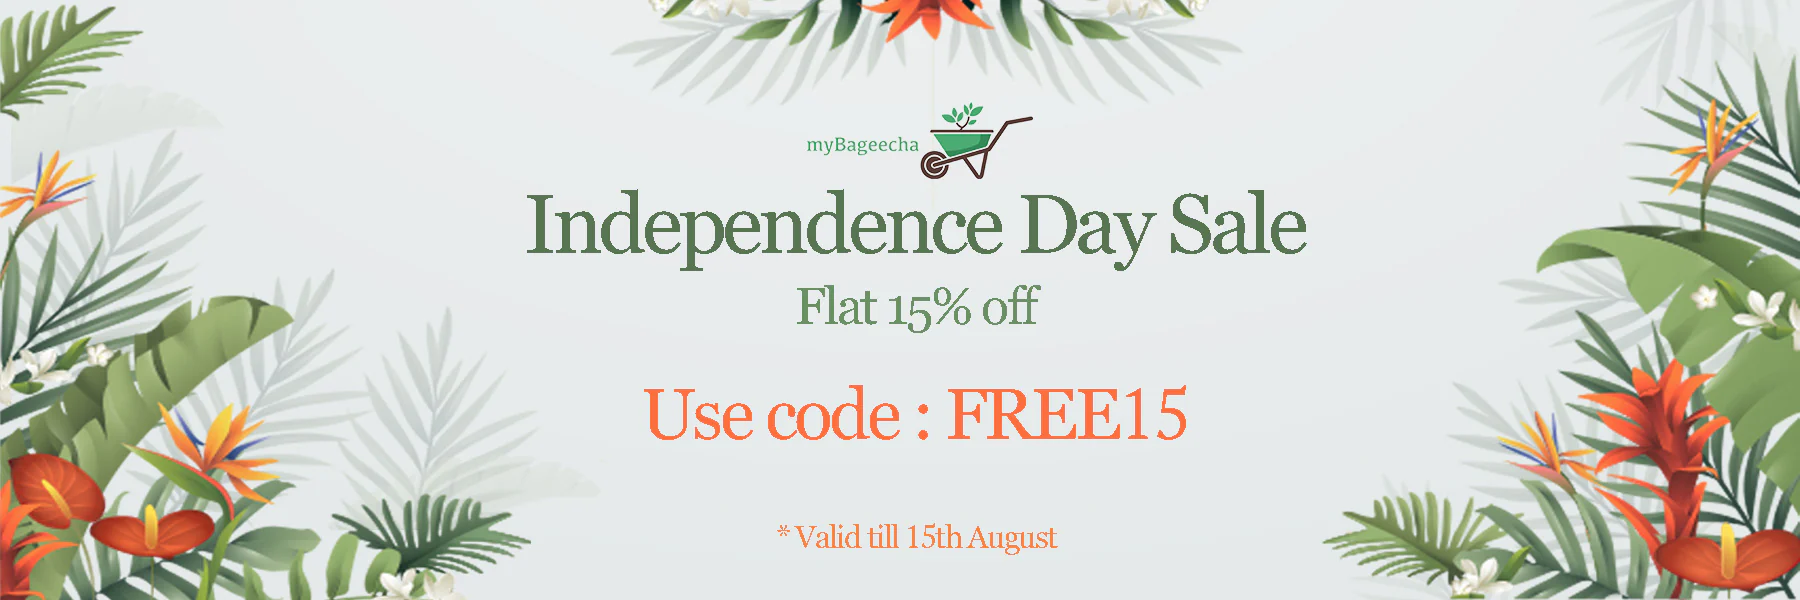 myBageecha
Independence Day Sale
Flat 15% off
Use code : FREE15
* Valid till 15th August